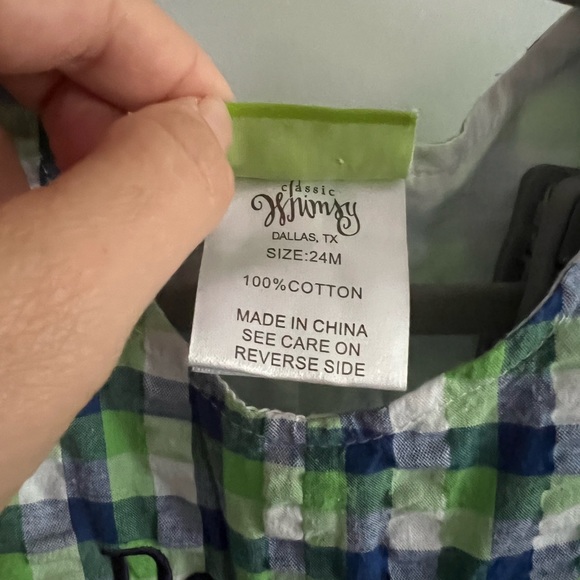 classic
Whimsy
DALLAS, TX
SIZE:24M
100%COTTON
MADE IN CHINA
SEE CARE ON
REVERSE SIDE